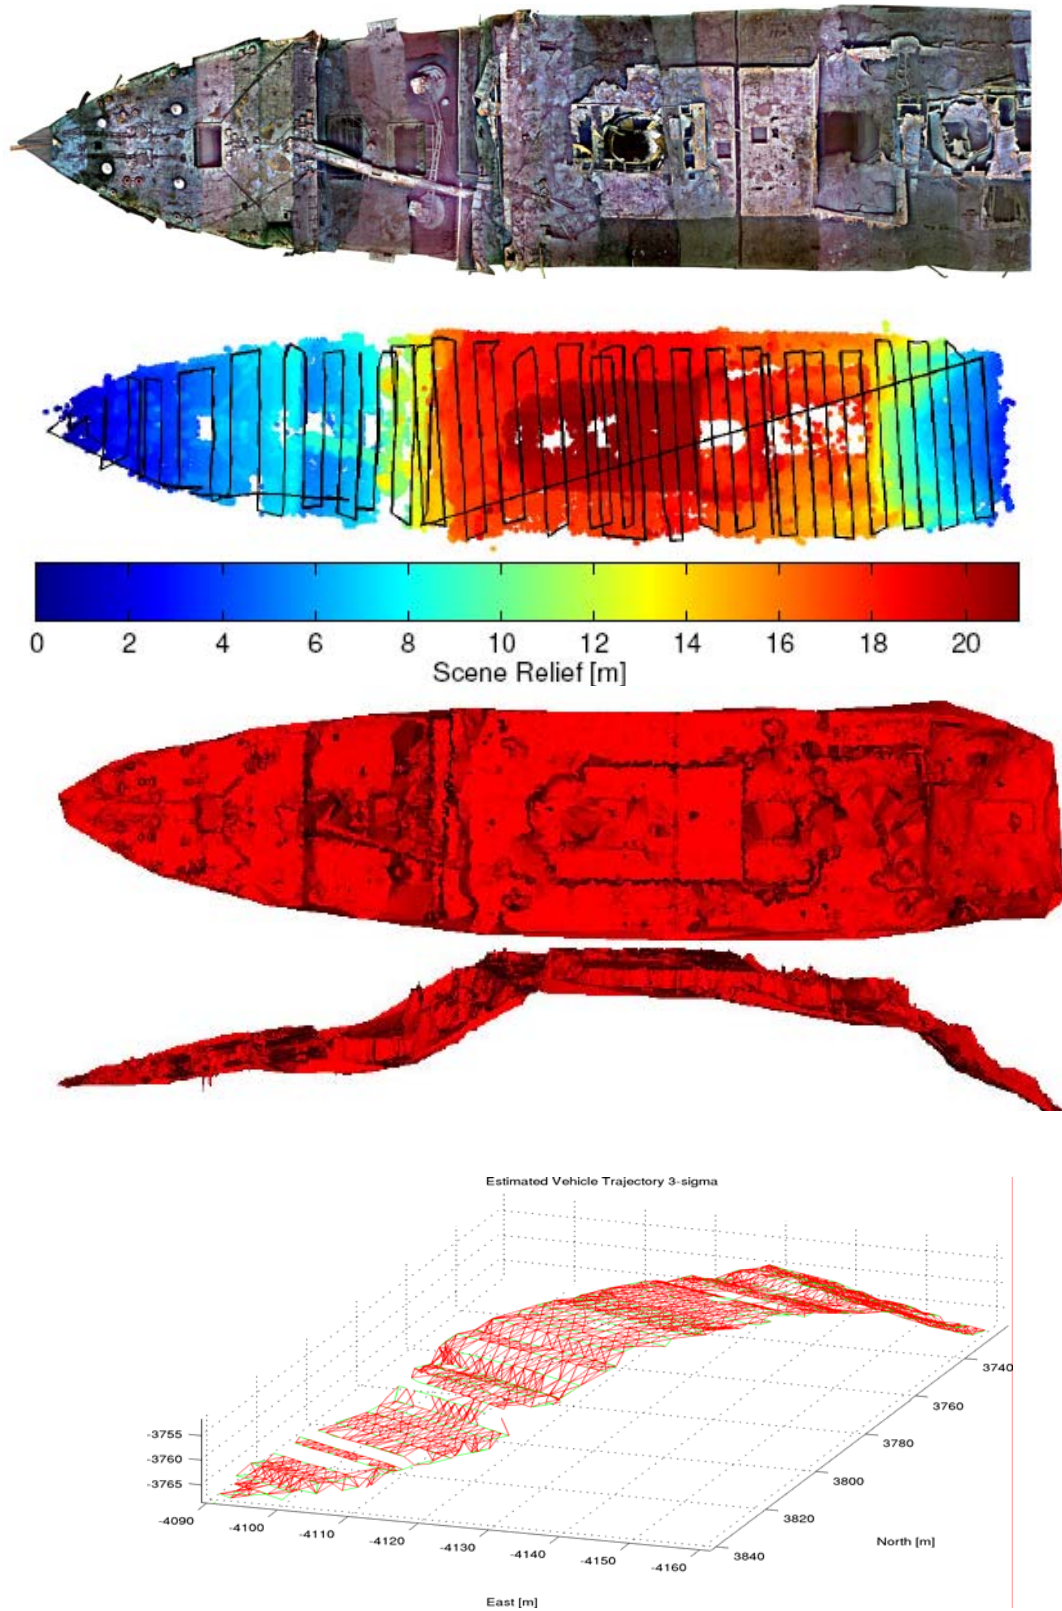 0 2 4 6 8 10 12 14 16 18 20
Scene Relief [m]
Estimated Vehicle Trajectory 3-sigma
-3755
-3760
-3765
-4090 -4100 -4110 -4120 -4130 -4140 -4150 -4160
3740
3760
3780
3800
3820
3840
North [m]
East [m]